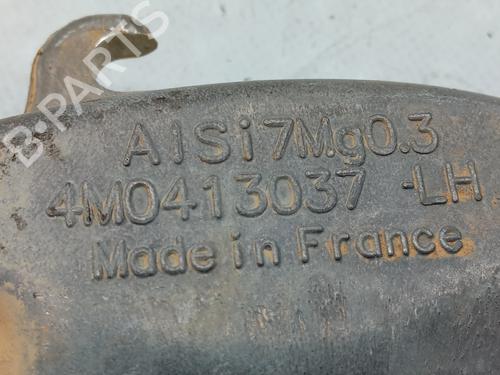 B-PARTS
AlSi7Mg0.3
4M0413037 -LH
Made in France